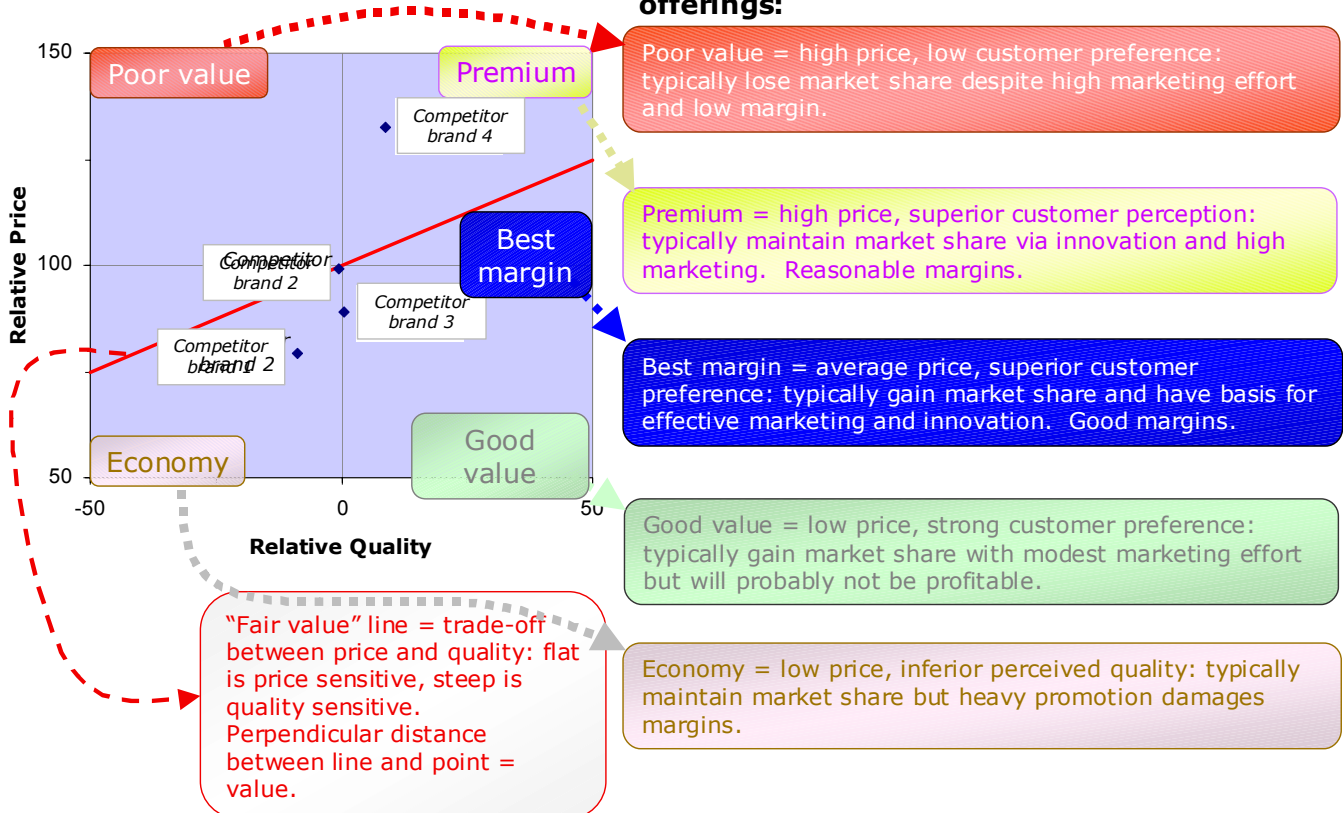 offerings:
150
100
50
-50
0
50
Relative Price
Relative Quality
Poor value
Premium
Competitor
brand 4
Best
margin
Competitor
Competitor
brand 2
Competitor
brand 3
Competitor
brand 1
brand 2
Economy
Good
value
Poor value = high price, low customer preference:
typically lose market share despite high marketing effort
and low margin.
Premium = high price, superior customer perception:
typically maintain market share via innovation and high
marketing. Reasonable margins.
Best margin = average price, superior customer
preference: typically gain market share and have basis for
effective marketing and innovation. Good margins.
Good value = low price, strong customer preference:
typically gain market share with modest marketing effort
but will probably not be profitable.
Economy = low price, inferior perceived quality: typically
maintain market share but heavy promotion damages
margins.
“Fair value” line = trade-off
between price and quality: flat
is price sensitive, steep is
quality sensitive.
Perpendicular distance
between line and point =
value.